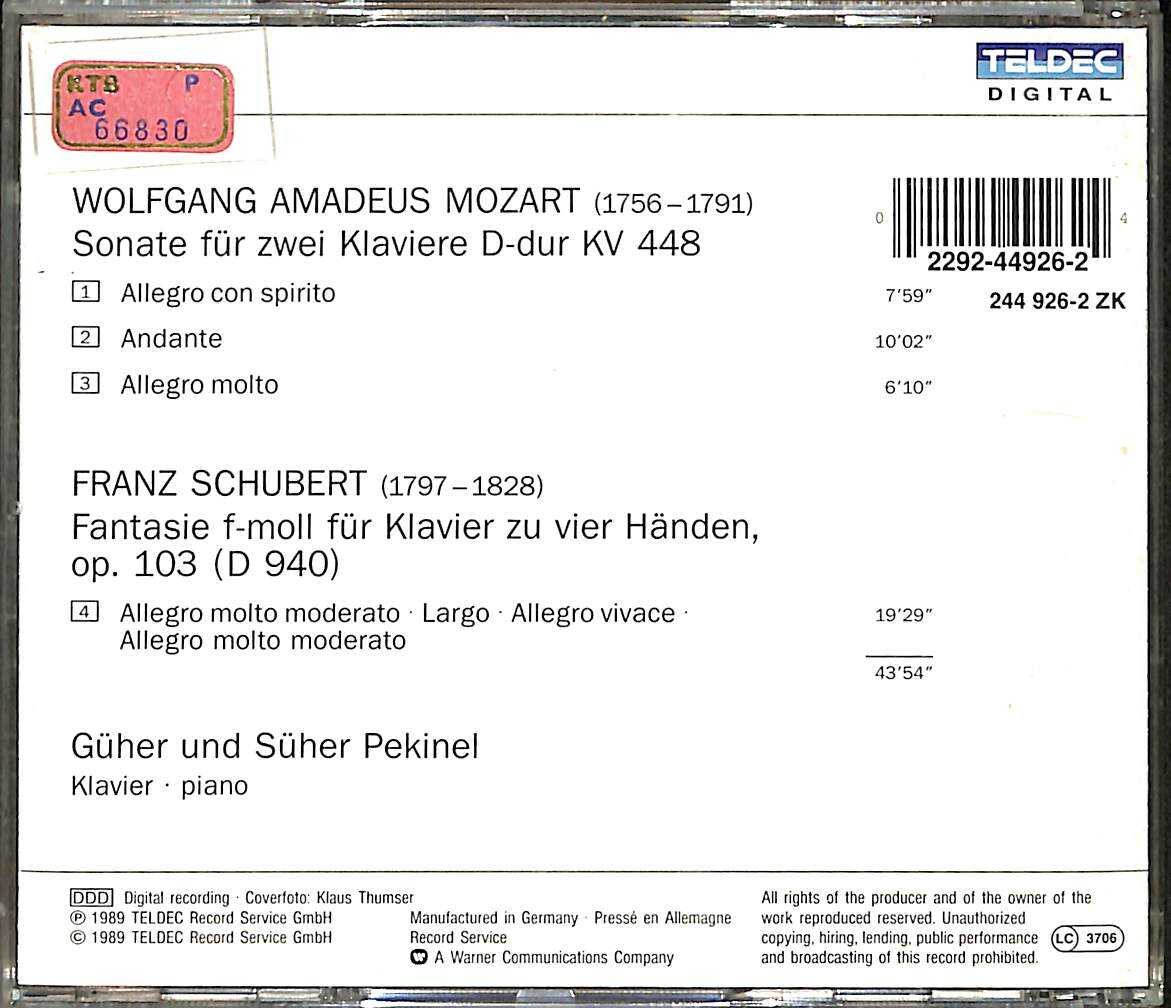 KTB P
AC
66830
TELDEC
DIGITAL
WOLFGANG AMADEUS MOZART (1756–1791)
Sonate für zwei Klaviere D-dur KV 448
1 Allegro con spirito 7'59"
2 Andante 10'02"
3 Allegro molto 6'10"
0 4
2292-44926-2
244 926-2 ZK
FRANZ SCHUBERT (1797–1828)
Fantasie f-moll für Klavier zu vier Händen,
op. 103 (D 940)
4 Allegro molto moderato · Largo · Allegro vivace · 19'29"
Allegro molto moderato
43'54"
Güher und Süher Pekinel
Klavier · piano
DDD Digital recording · Coverfoto: Klaus Thumser
℗ 1989 TELDEC Record Service GmbH
© 1989 TELDEC Record Service GmbH
Manufactured in Germany · Pressé en Allemagne
Record Service
A Warner Communications Company
All rights of the producer and of the owner of the
work reproduced reserved. Unauthorized
copying, hiring, lending, public performance
and broadcasting of this record prohibited.
LC 3706